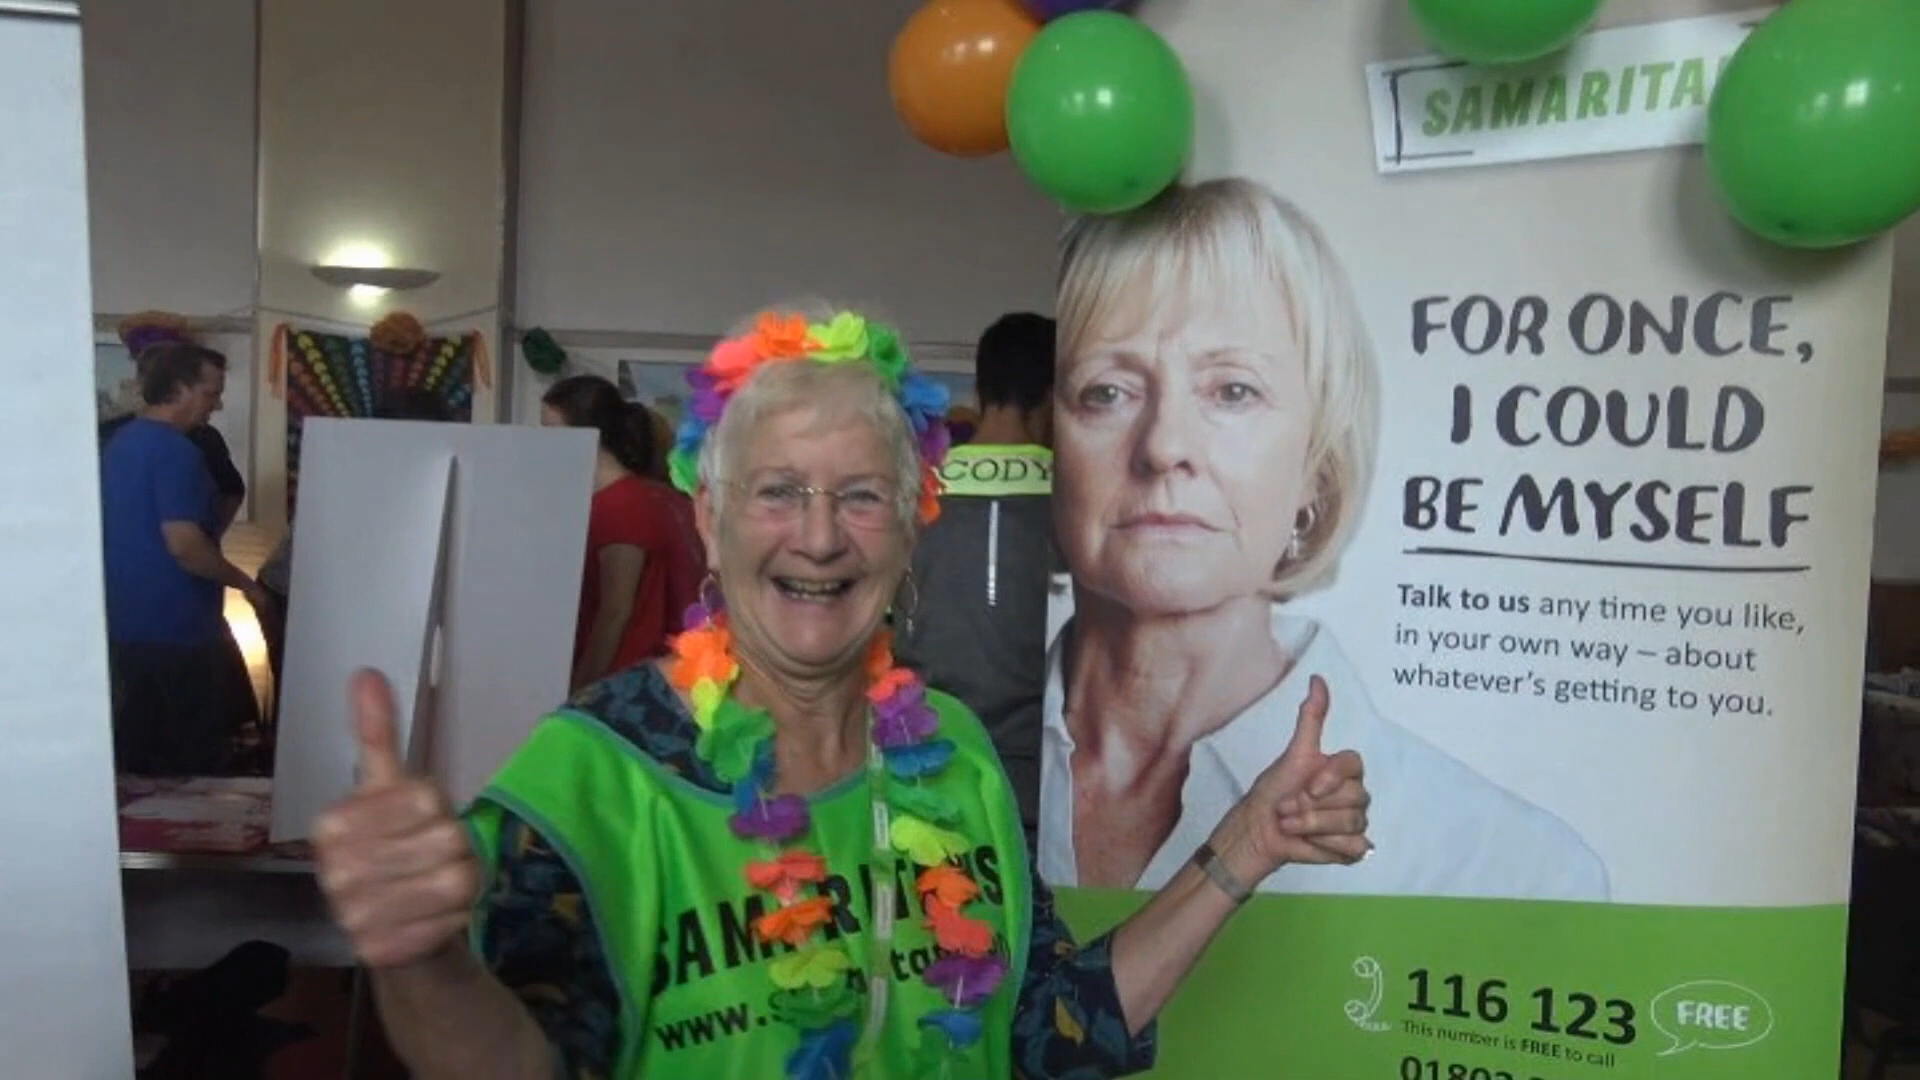 SAMARITA
FOR ONCE,
I COULD
BE MYSELF
Talk to us any time you like,
in your own way – about
whatever's getting to you.
116 123
FREE
This number is FREE to call
CODY
www.